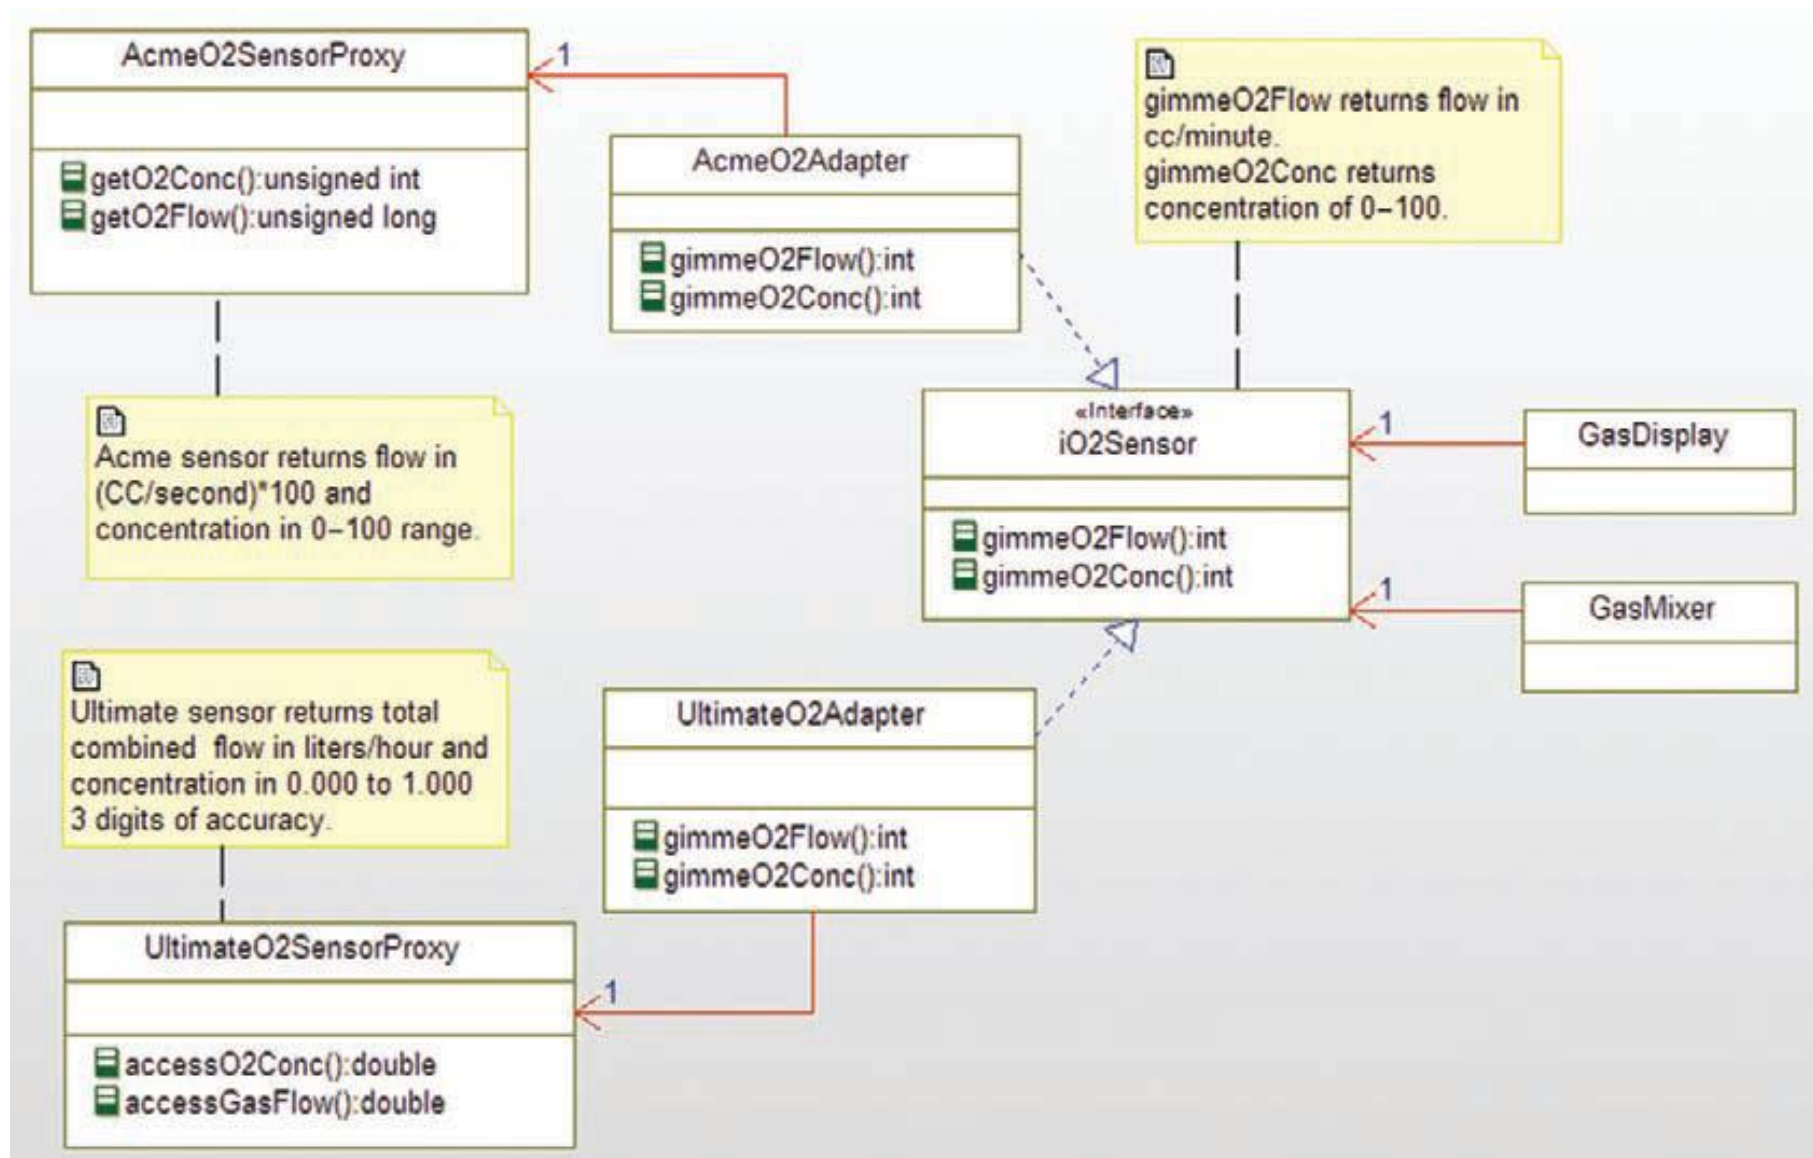 AcmeO2SensorProxy
getO2Conc():unsigned int
getO2Flow():unsigned long
1
AcmeO2Adapter
gimmeO2Flow():int
gimmeO2Conc():int
gimmeO2Flow returns flow in
cc/minute.
gimmeO2Conc returns
concentration of 0–100.
Acme sensor returns flow in
(CC/second)*100 and
concentration in 0–100 range.
«Interface»
iO2Sensor
gimmeO2Flow():int
gimmeO2Conc():int
1
GasDisplay
1
GasMixer
Ultimate sensor returns total
combined flow in liters/hour and
concentration in 0.000 to 1.000
3 digits of accuracy.
UltimateO2Adapter
gimmeO2Flow():int
gimmeO2Conc():int
UltimateO2SensorProxy
1
accessO2Conc():double
accessGasFlow():double